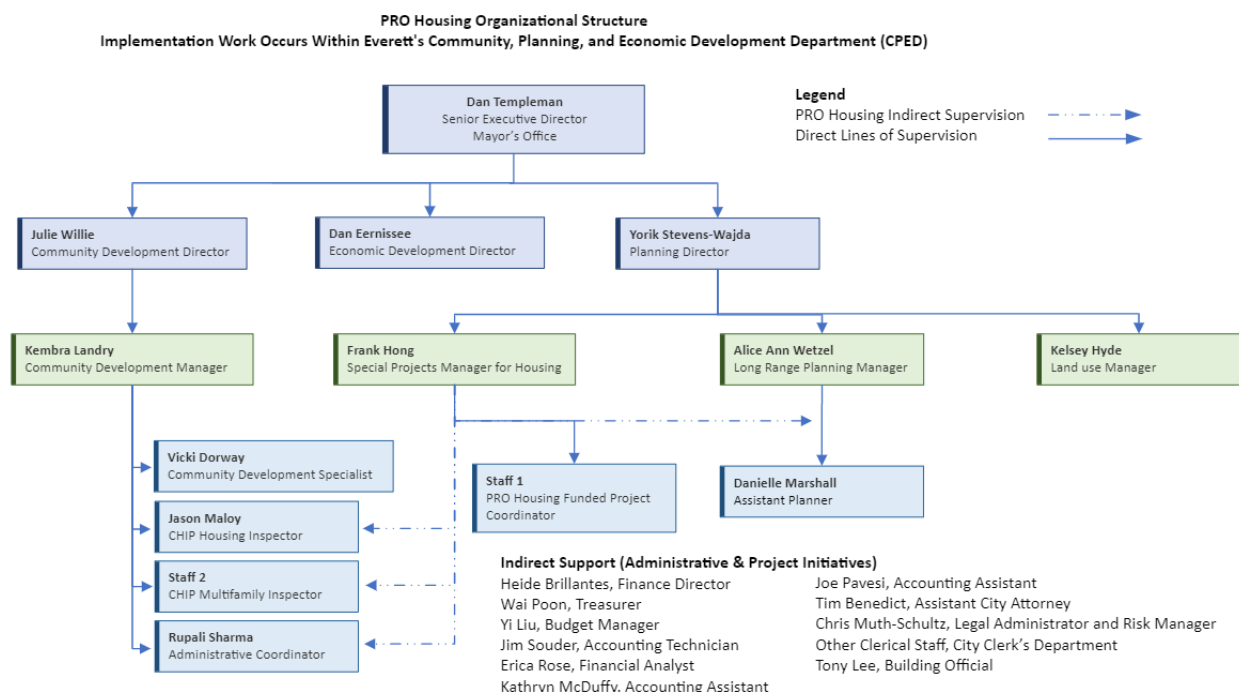 PRO Housing Organizational Structure
Implementation Work Occurs Within Everett's Community, Planning, and Economic Development Department (CPED)
Dan Templeman
Senior Executive Director
Mayor's Office
Legend
PRO Housing Indirect Supervision
Direct Lines of Supervision
Julie Willie
Community Development Director
Dan Eernissee
Economic Development Director
Yorik Stevens-Wajda
Planning Director
Kembra Landry
Community Development Manager
Frank Hong
Special Projects Manager for Housing
Alice Ann Wetzel
Long Range Planning Manager
Kelsey Hyde
Land use Manager
Vicki Dorway
Community Development Specialist
Jason Maloy
CHIP Housing Inspector
Staff 2
CHIP Multifamily Inspector
Rupali Sharma
Administrative Coordinator
Staff 1
PRO Housing Funded Project
Coordinator
Danielle Marshall
Assistant Planner
Indirect Support (Administrative & Project Initiatives)
Heide Brillantes, Finance Director
Wai Poon, Treasurer
Yi Liu, Budget Manager
Jim Souder, Accounting Technician
Erica Rose, Financial Analyst
Kathryn McDuffy, Accounting Assistant
Joe Pavesi, Accounting Assistant
Tim Benedict, Assistant City Attorney
Chris Muth-Schultz, Legal Administrator and Risk Manager
Other Clerical Staff, City Clerk's Department
Tony Lee, Building Official